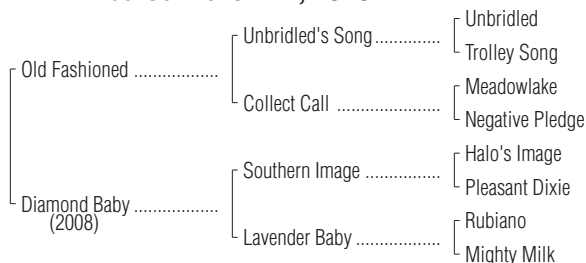 Unbridled
Unbridled's Song..............
Trolley Song
Old Fashioned ..................
Meadowlake
Collect Call ......................
Negative Pledge
Halo's Image
Southern Image ................
Pleasant Dixie
Diamond Baby ..................
(2008)
Rubiano
Lavender Baby ..................
Mighty Milk